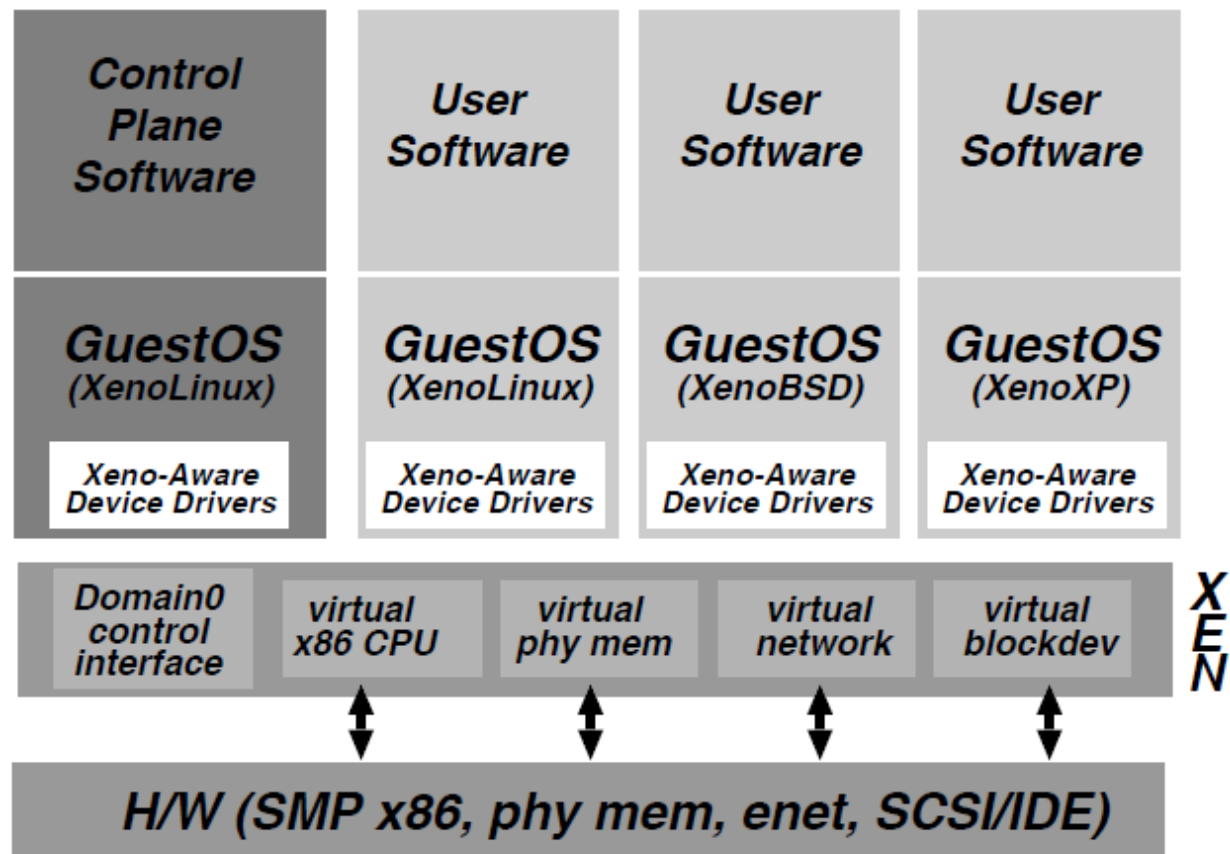 Control
Plane
Software
User
Software
User
Software
User
Software
GuestOS
(XenoLinux)
Xeno-Aware
Device Drivers
GuestOS
(XenoLinux)
Xeno-Aware
Device Drivers
GuestOS
(XenoBSD)
Xeno-Aware
Device Drivers
GuestOS
(XenoXP)
Xeno-Aware
Device Drivers
Domain0
control
interface
virtual
x86 CPU
virtual
phy mem
virtual
network
virtual
blockdev
X
E
N
H/W (SMP x86, phy mem, enet, SCSI/IDE)